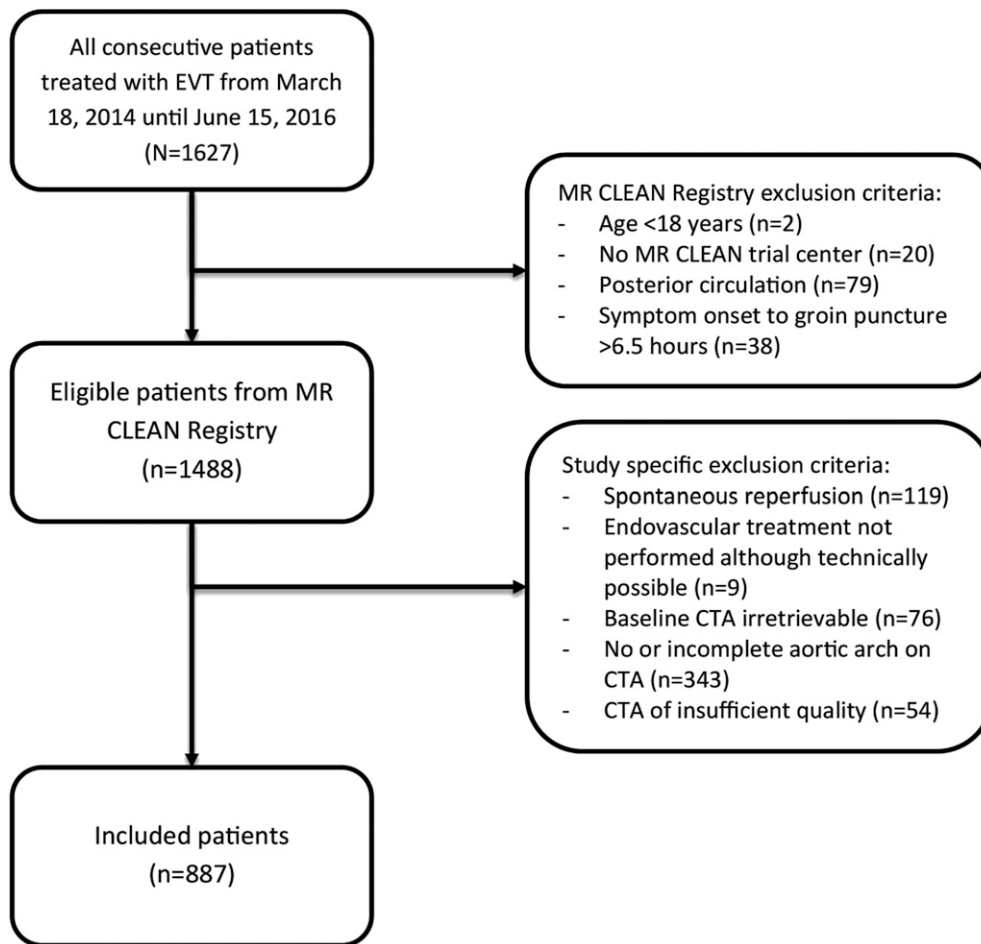 All consecutive patients
treated with EVT from March
18, 2014 until June 15, 2016
(N=1627)
MR CLEAN Registry exclusion criteria:
- Age <18 years (n=2)
- No MR CLEAN trial center (n=20)
- Posterior circulation (n=79)
- Symptom onset to groin puncture
>6.5 hours (n=38)
Eligible patients from MR
CLEAN Registry
(n=1488)
Study specific exclusion criteria:
- Spontaneous reperfusion (n=119)
- Endovascular treatment not
performed although technically
possible (n=9)
- Baseline CTA irretrievable (n=76)
- No or incomplete aortic arch on
CTA (n=343)
- CTA of insufficient quality (n=54)
Included patients
(n=887)